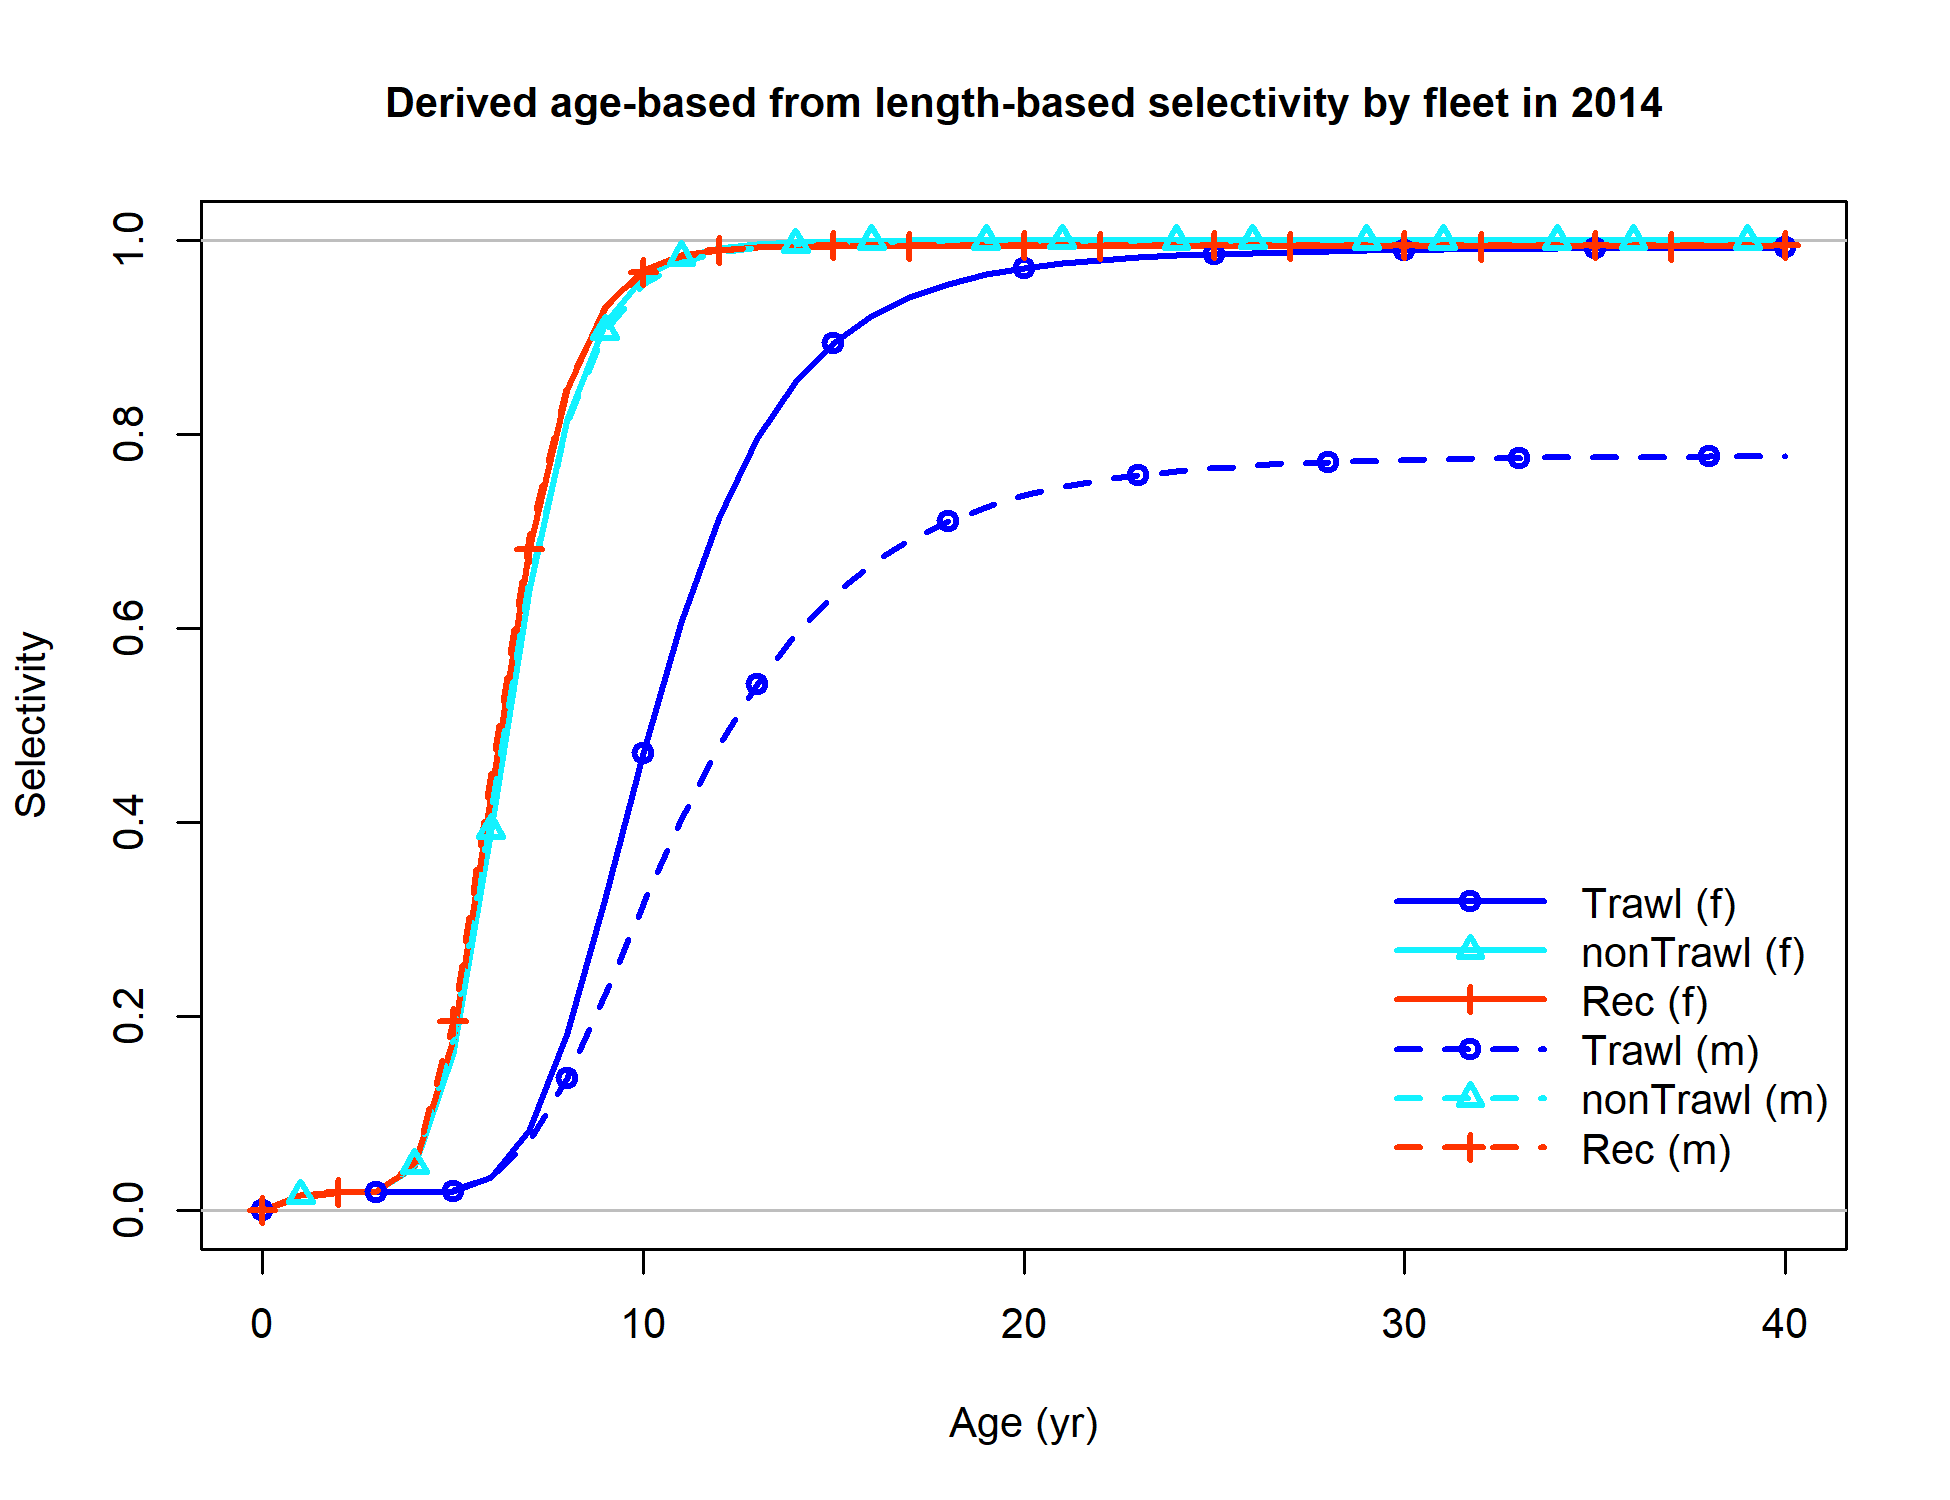 Derived age-based from length-based selectivity by fleet in 2014
Selectivity
1.0
0.8
0.6
0.4
0.2
0.0
Trawl (f)
nonTrawl (f)
Rec (f)
Trawl (m)
nonTrawl (m)
Rec (m)
0 10 20 30 40
Age (yr)